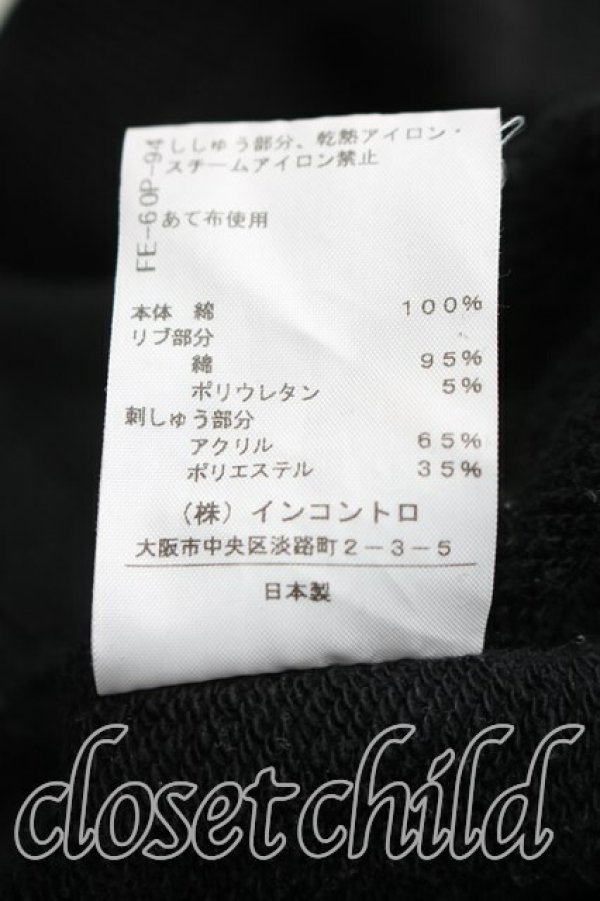 FE-60P-94
ししゅう部分、乾熱アイロン・
スチームアイロン禁止
あて布使用
本体 綿 100%
リブ部分
綿 95%
ポリウレタン 5%
刺しゅう部分
アクリル 65%
ポリエステル 35%
(株)インコントロ
大阪市中央区淡路町2-3-5
日本製
closet child